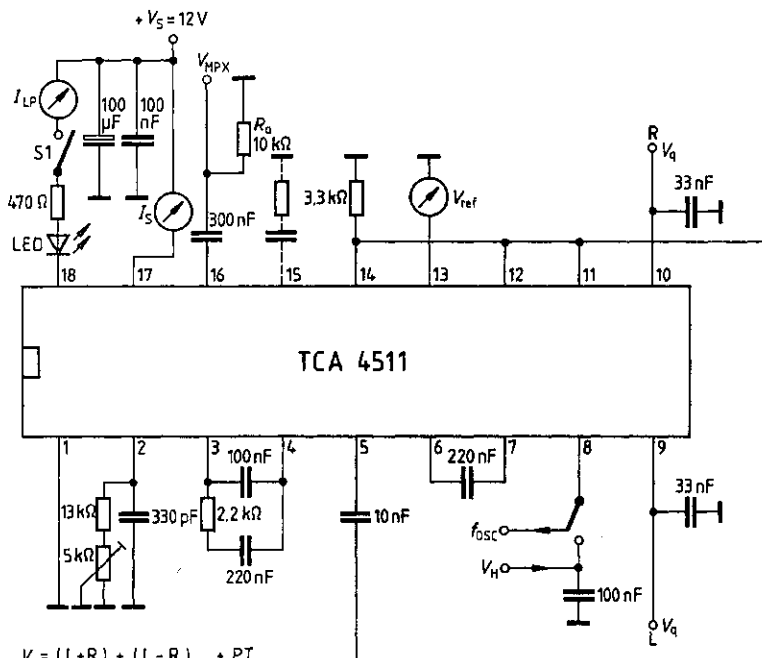 + V_S = 12V
V_MPX
I_LP
100 µF
100 nF
R_a
10 kΩ
S1
470 Ω
I_S
300 nF
3,3 kΩ
V_ref
R
V_q
33 nF
LED
18 17 16 15 14 13 12 11 10
TCA 4511
1 2 3 4 5 6 7 8 9
100 nF
220 nF
33 nF
13 kΩ
330 pF
2,2 kΩ
10 nF
f_OSC
5 kΩ
V_H
220 nF
100 nF
V_q
L
V = (L+R) + (L-R) + PT